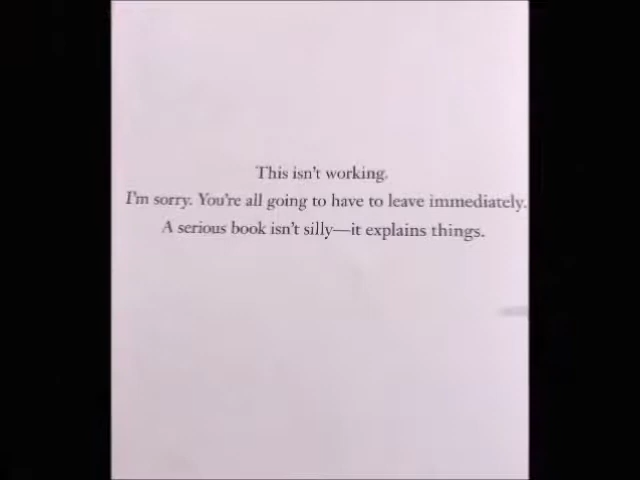 This isn't working.
I'm sorry. You're all going to have to leave immediately.
A serious book isn't silly—it explains things.